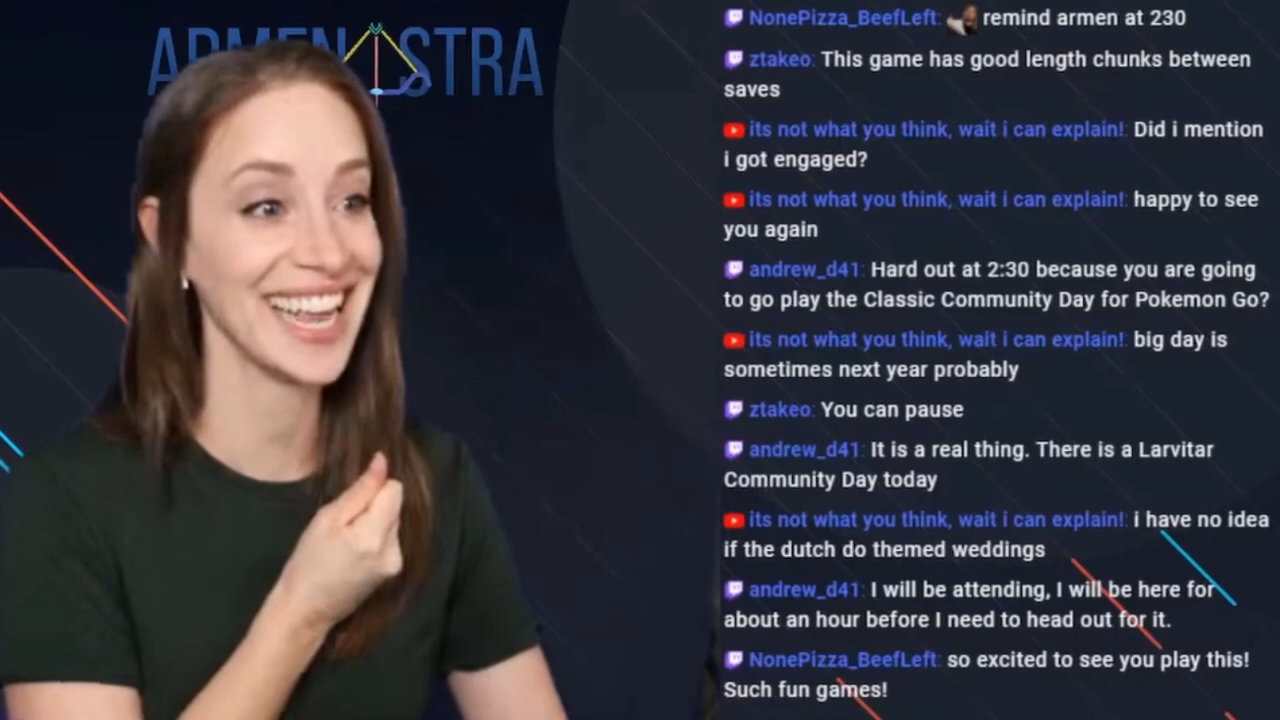 ARMEN STRA
NonePizza_BeefLeft: remind armen at 230
ztakeo: This game has good length chunks between
saves
its not what you think, wait i can explain!: Did i mention
i got engaged?
its not what you think, wait i can explain!: happy to see
you again
andrew_d41: Hard out at 2:30 because you are going
to go play the Classic Community Day for Pokemon Go?
its not what you think, wait i can explain!: big day is
sometimes next year probably
ztakeo: You can pause
andrew_d41: It is a real thing. There is a Larvitar
Community Day today
its not what you think, wait i can explain!: i have no idea
if the dutch do themed weddings
andrew_d41: I will be attending, I will be here for
about an hour before I need to head out for it.
NonePizza_BeefLeft: so excited to see you play this!
Such fun games!